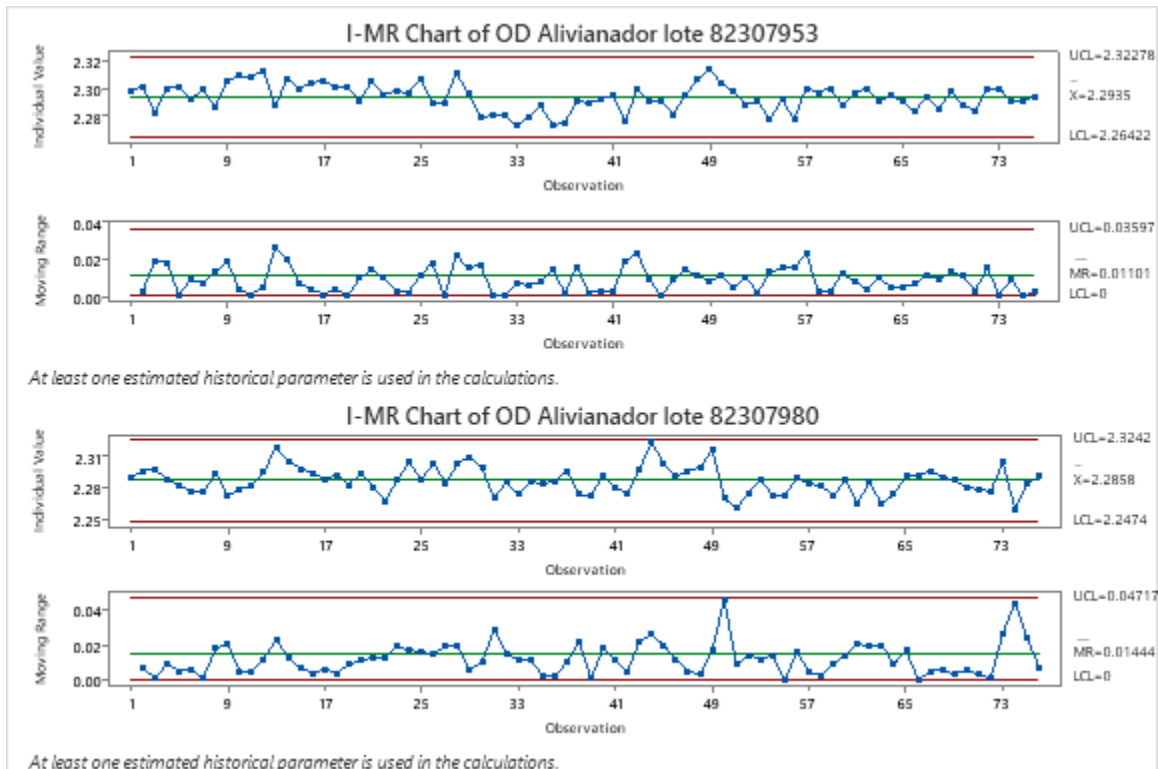 I-MR Chart of OD Alivianador lote 82307953
Individual Value
2.32
2.30
2.28
UCL=2.32278
_
X=2.2935
LCL=2.26422
1 9 17 25 33 41 49 57 65 73
Observation
Moving Range
0.04
0.02
0.00
UCL=0.03597
__
MR=0.01101
LCL=0
1 9 17 25 33 41 49 57 65 73
Observation
At least one estimated historical parameter is used in the calculations.
I-MR Chart of OD Alivianador lote 82307980
Individual Value
2.31
2.28
2.25
UCL=2.3242
_
X=2.2858
LCL=2.2474
1 9 17 25 33 41 49 57 65 73
Observation
Moving Range
0.04
0.02
0.00
UCL=0.04717
__
MR=0.01444
LCL=0
1 9 17 25 33 41 49 57 65 73
Observation
At least one estimated historical parameter is used in the calculations.